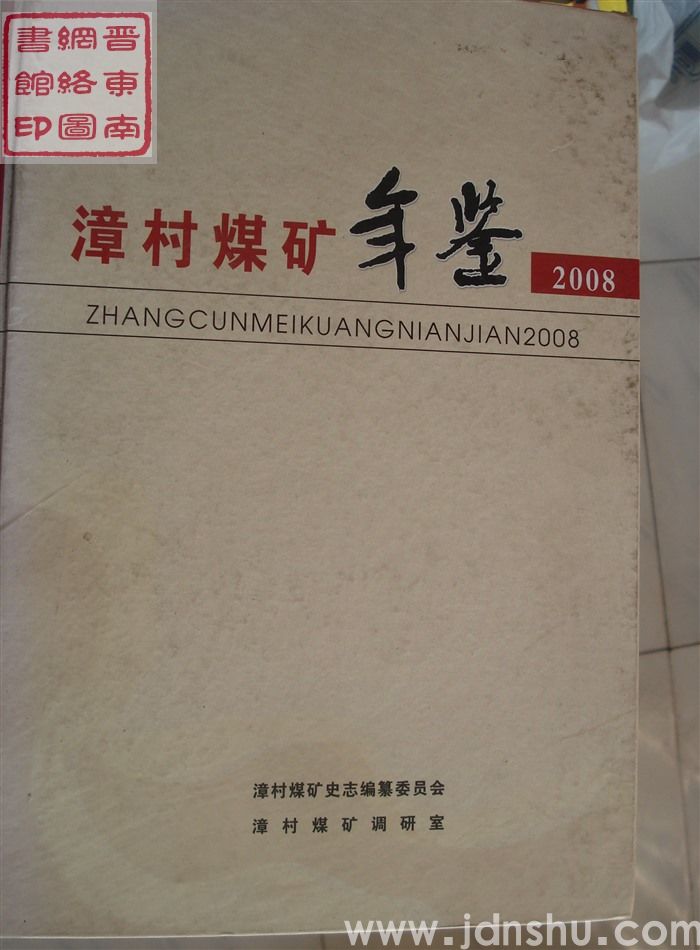 晋东南
網絡圖
書館印
漳村煤矿年鉴 2008
ZHANGCUNMEIKUANGNIANJIAN2008
漳村煤矿史志编纂委员会
漳村煤矿调研室
www.jdnshu.com